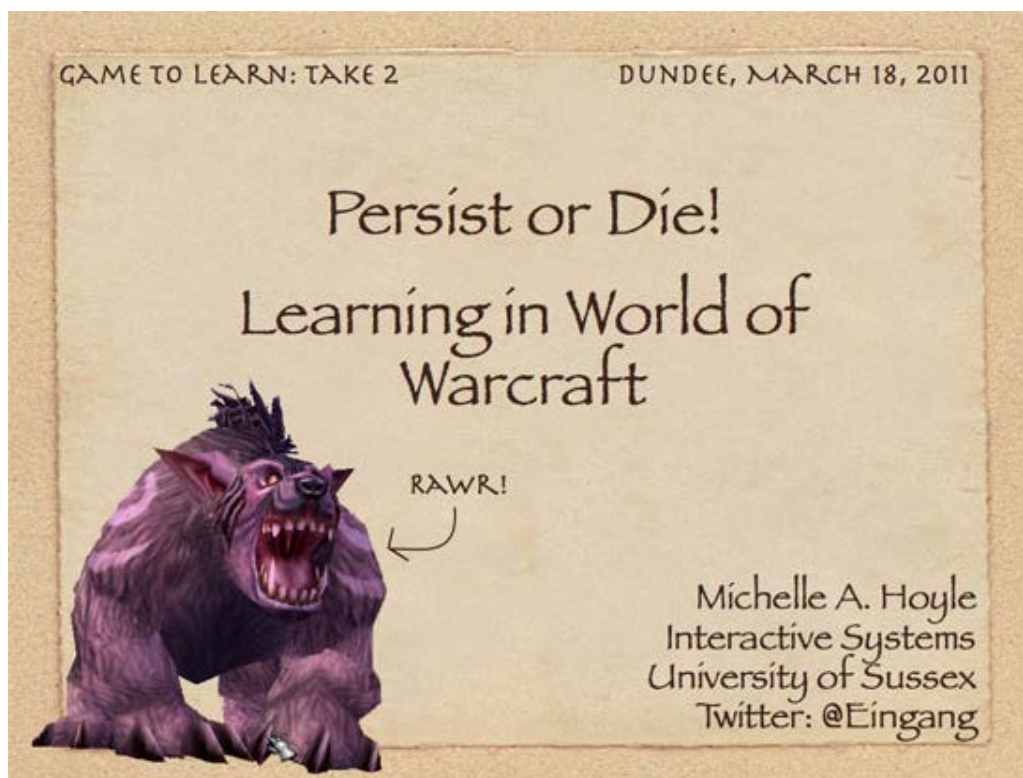 GAME TO LEARN: TAKE 2
DUNDEE, MARCH 18, 2011
Persist or Die!
Learning in World of
Warcraft
RAWR!
Michelle A. Hoyle
Interactive Systems
University of Sussex
Twitter: @Eingang